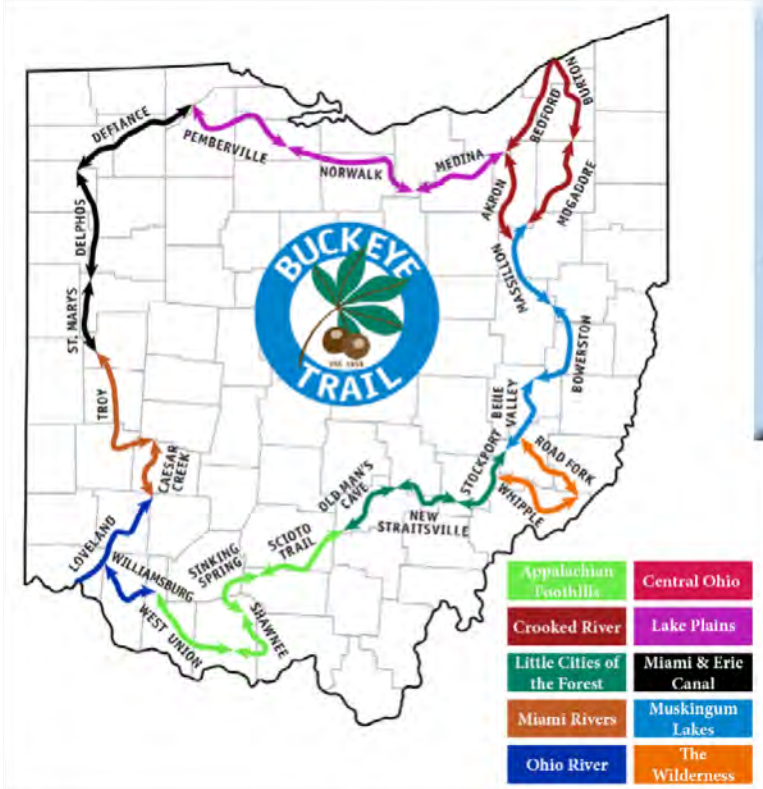 DEFIANCE
PEMBERVILLE
NORWALK
MEDINA
BEDFORD
BURTON
AKRON
MOGADORE
MASSILLON
DELPHOS
BUCKEYE
TRAIL
ST. MARYS
TROY
BOWERSTON
BELLE
VALLEY
CAESAR
CREEK
STOCKPORT
ROAD FORK
WHIPPLE
OLD MAN'S
CAVE
NEW
STRAITSVILLE
SCIOTO
TRAIL
SINKING
SPRING
LOVELAND
WILLIAMSBURG
WEST UNION
SHAWNEE
Appalachian
Foothills
Central Ohio
Crooked River
Lake Plains
Little Cities of
the Forest
Miami & Erie
Canal
Miami Rivers
Muskingum
Lakes
Ohio River
The
Wilderness